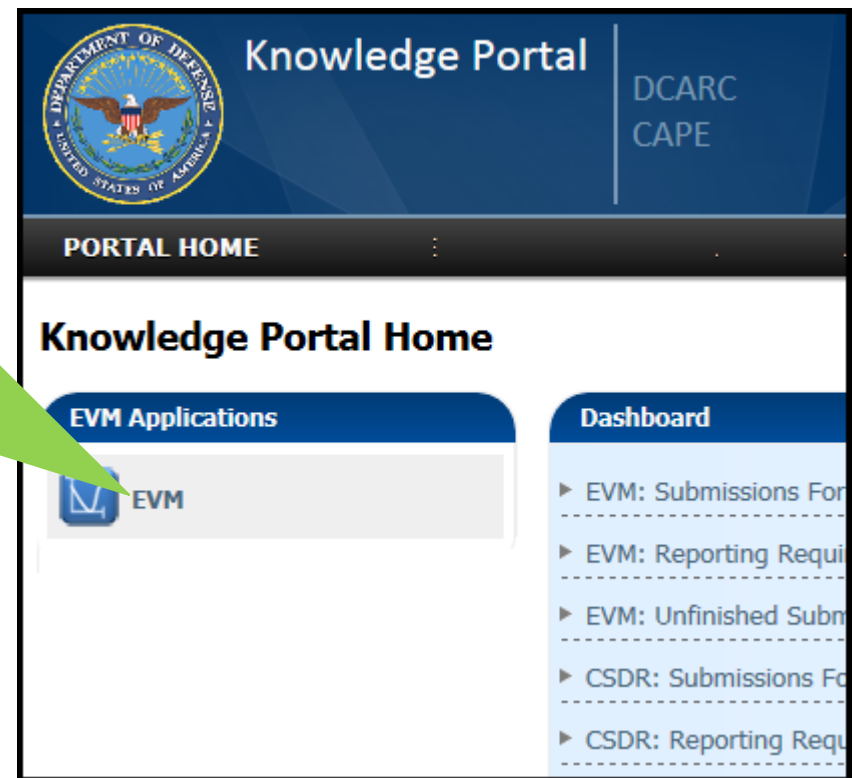 DEPARTMENT OF DEFENSE
UNITED STATES OF AMERICA
Knowledge Portal
DCARC
CAPE
PORTAL HOME
Knowledge Portal Home
EVM Applications
EVM
Dashboard
EVM: Submissions For
EVM: Reporting Requi
EVM: Unfinished Subm
CSDR: Submissions Fo
CSDR: Reporting Requ